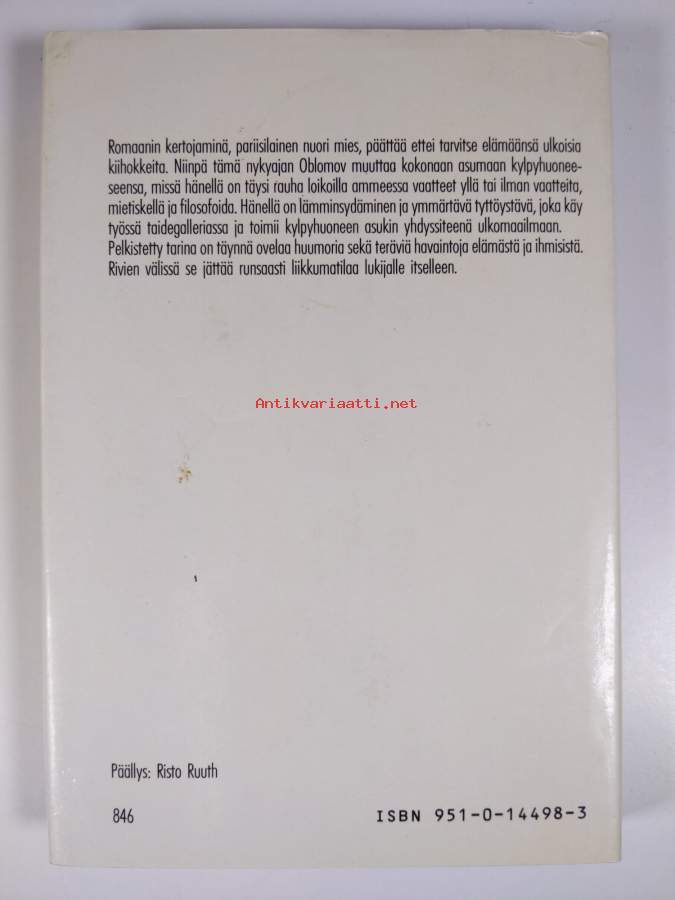 Romaanin kertojaminä, pariisilainen nuori mies, päättää ettei tarvitse elämäänsä ulkoisia
kiihokkeita. Niinpä tämä nykyajan Oblomov muuttaa kokonaan asumaan kylpyhuonee-
seensa, missä hänellä on täysi rauha loikoilla ammeessa vaatteet yllä tai ilman vaatteita,
mietiskellä ja filosofoida. Hänellä on lämminsydäminen ja ymmärtävä tyttöystävä, joka käy
työssä taidegalleriassa ja toimii kylpyhuoneen asukin yhdyssiteenä ulkomaailmaan.
Pelkistetty tarina on täynnä ovelaa huumoria sekä teräviä havaintoja elämästä ja ihmisistä.
Rivien välissä se jättää runsaasti liikkumatilaa lukijalle itselleen.
Antikvariaatti.net
Päällys: Risto Ruuth
846
ISBN 951-0-14498-3